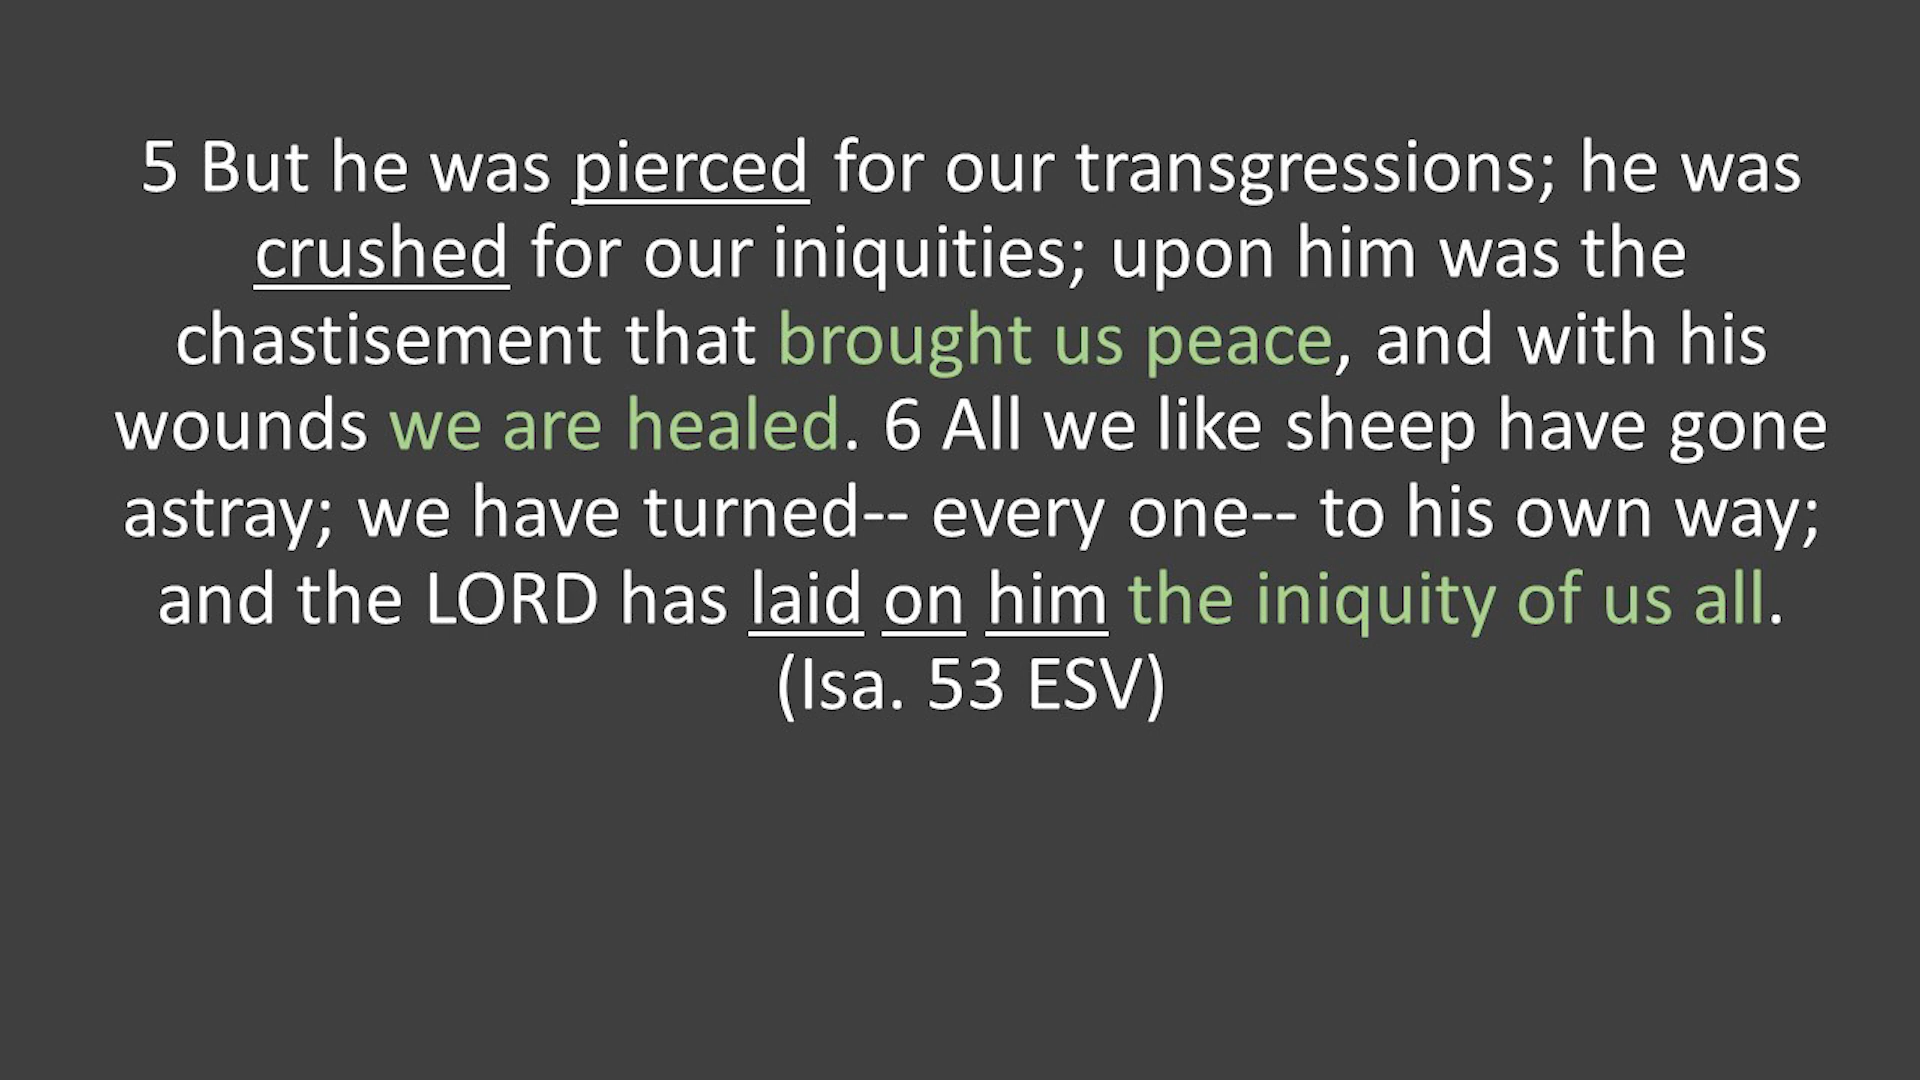 5 But he was pierced for our transgressions; he was
crushed for our iniquities; upon him was the
chastisement that brought us peace, and with his
wounds we are healed. 6 All we like sheep have gone
astray; we have turned-- every one-- to his own way;
and the LORD has laid on him the iniquity of us all.
(Isa. 53 ESV)